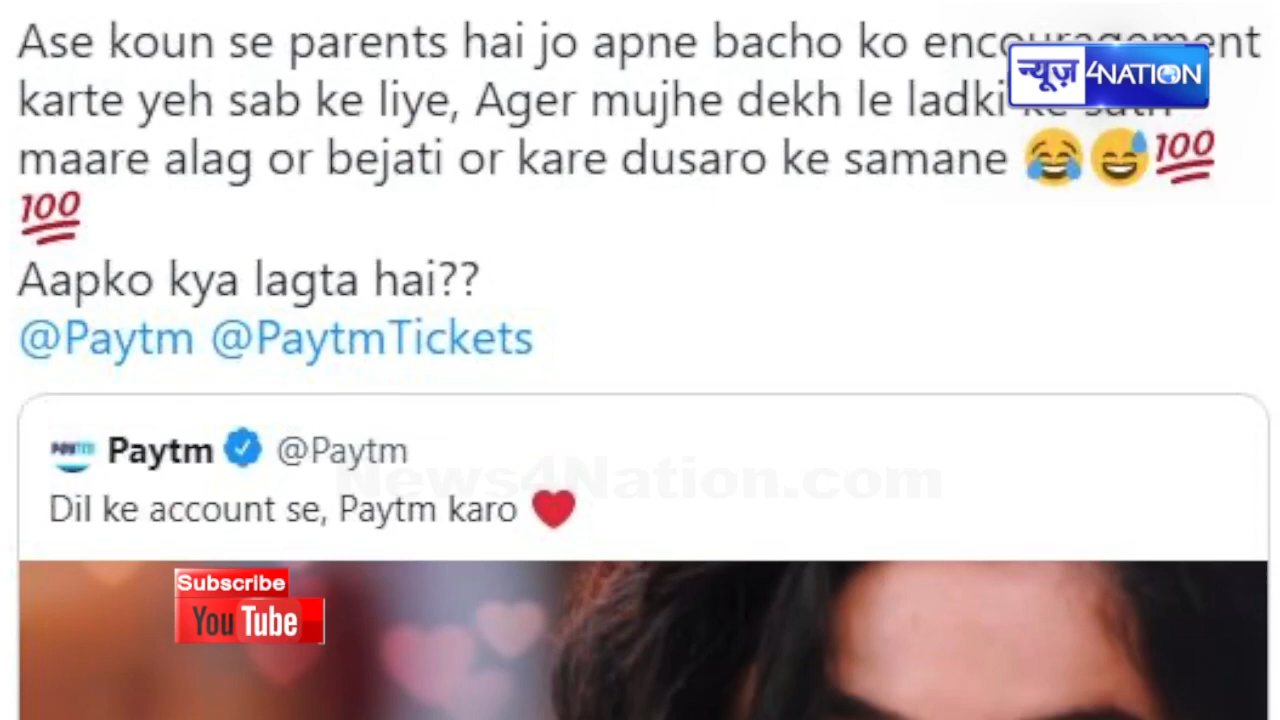 Ase koun se parents hai jo apne bacho ko encouragement
karte yeh sab ke liye, Ager mujhe dekh le ladki ke sath
maare alag or bejati or kare dusaro ke samane 😂😅💯
💯
Aapko kya lagta hai??
@Paytm @PaytmTickets
न्यूज़ 4NATION
Paytm @Paytm
News4Nation.com
Dil ke account se, Paytm karo ❤️
Subscribe
YouTube